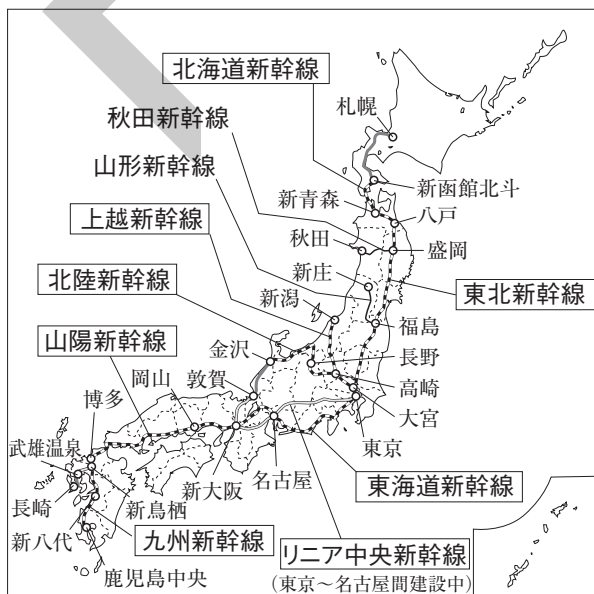 北海道新幹線
札幌
秋田新幹線
山形新幹線
新函館北斗
新青森
八戸
上越新幹線
秋田
盛岡
新庄
北陸新幹線
東北新幹線
新潟
福島
山陽新幹線
金沢
長野
岡山
敦賀
高崎
博多
大宮
武雄温泉
東京
新大阪
名古屋
東海道新幹線
長崎
新鳥栖
新八代
九州新幹線
リニア中央新幹線
鹿児島中央
(東京～名古屋間建設中)